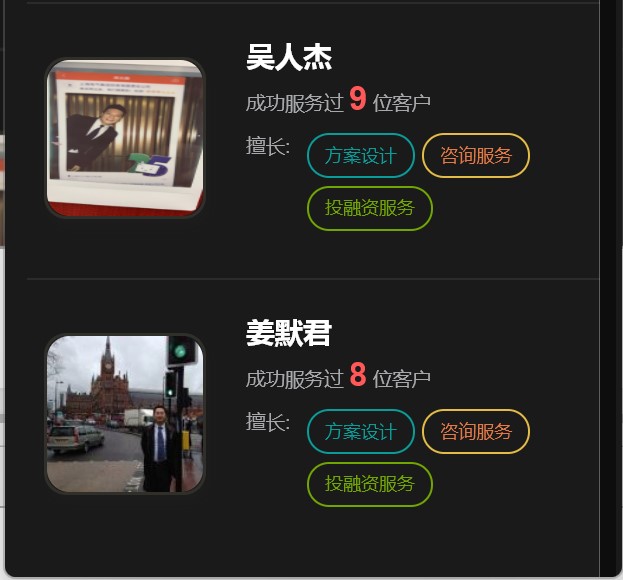 吴人杰
成功服务过 9 位客户
擅长: 方案设计 咨询服务
投融资服务
姜默君
成功服务过 8 位客户
擅长: 方案设计 咨询服务
投融资服务